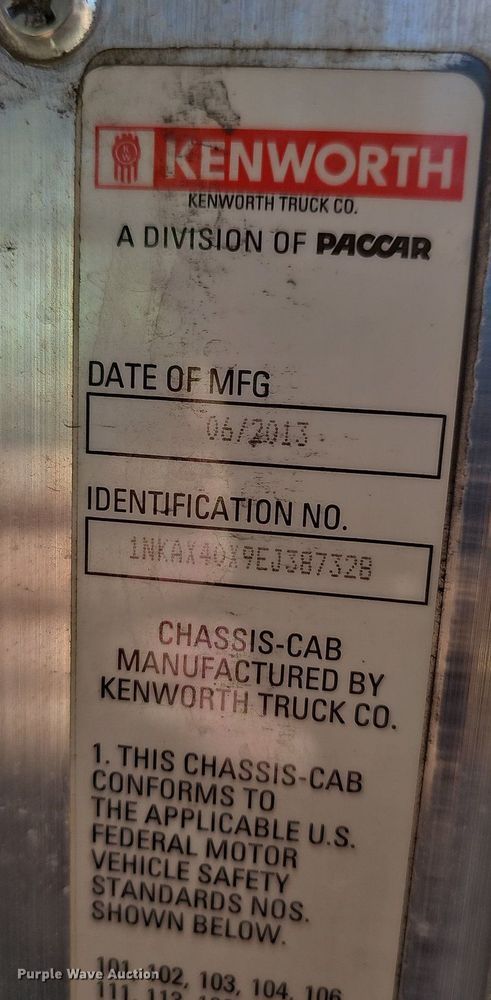 KENWORTH
KENWORTH TRUCK CO.
A DIVISION OF PACCAR
DATE OF MFG
06/2013
IDENTIFICATION NO.
1NKAX40X9EJ387328
CHASSIS-CAB
MANUFACTURED BY
KENWORTH TRUCK CO.
1. THIS CHASSIS-CAB
CONFORMS TO
THE APPLICABLE U.S.
FEDERAL MOTOR
VEHICLE SAFETY
STANDARDS NOS.
SHOWN BELOW.
101, 102, 103, 104, 106
111, 113,
Purple Wave Auction